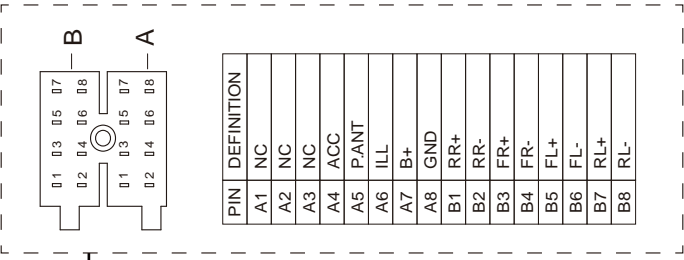 B
A
7 8 7 8
5 6 5 6
3 4 3 4
1 2 1 2
PIN DEFINITION
A1 NC
A2 NC
A3 NC
A4 ACC
A5 P.ANT
A6 ILL
A7 B+
A8 GND
B1 RR+
B2 RR-
B3 FR+
B4 FR-
B5 FL+
B6 FL-
B7 RL+
B8 RL-